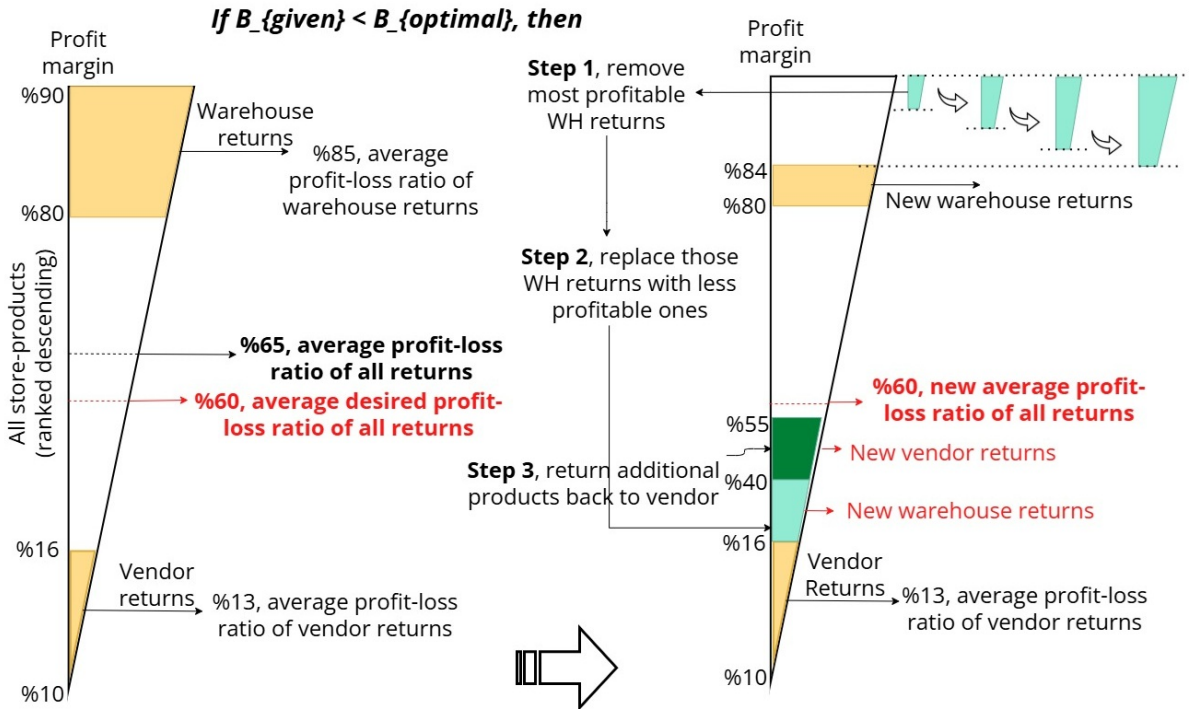 If B_{given} < B_{optimal}, then
Profit
margin
%90
Warehouse
returns
%85, average
profit-loss ratio of
warehouse returns
%80
All store-products
(ranked descending)
%65, average profit-loss
ratio of all returns
%60, average desired profit-
loss ratio of all returns
%16
Vendor
returns
%13, average profit-loss
ratio of vendor returns
%10
Step 1, remove
most profitable
WH returns
Step 2, replace those
WH returns with less
profitable ones
Step 3, return additional
products back to vendor
Profit
margin
%84
%80
New warehouse returns
%60, new average profit-
loss ratio of all returns
%55
New vendor returns
%40
New warehouse returns
%16
Vendor
Returns
%13, average profit-loss
ratio of vendor returns
%10